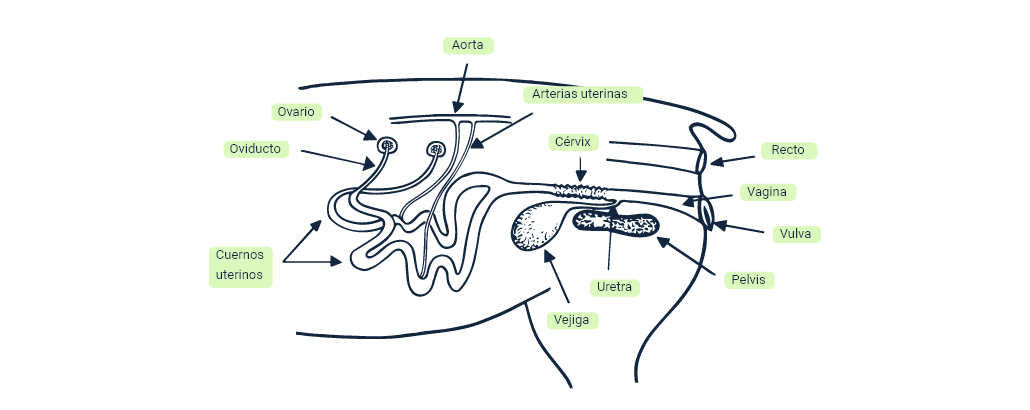 Aorta
Arterias uterinas
Ovario
Oviducto
Cérvix
Recto
Vagina
Vulva
Cuernos
uterinos
Pelvis
Uretra
Vejiga